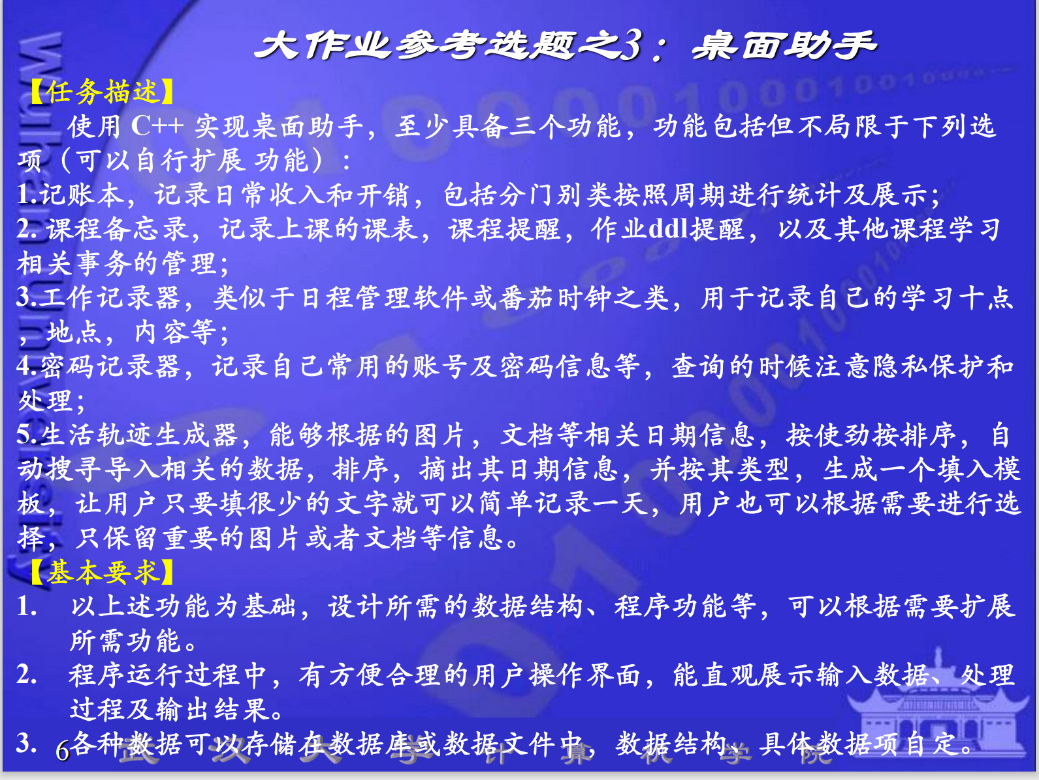 大作业参考选题之3：桌面助手
【任务描述】
使用 C++ 实现桌面助手，至少具备三个功能，功能包括但不局限于下列选
项（可以自行扩展 功能）：
1.记账本，记录日常收入和开销，包括分门别类按照周期进行统计及展示；
2. 课程备忘录，记录上课的课表，课程提醒，作业ddl提醒，以及其他课程学习
相关事务的管理；
3.工作记录器，类似于日程管理软件或番茄时钟之类，用于记录自己的学习十点
，地点，内容等；
4.密码记录器，记录自己常用的账号及密码信息等，查询的时候注意隐私保护和
处理；
5.生活轨迹生成器，能够根据的图片，文档等相关日期信息，按使劲按排序，自
动搜寻导入相关的数据，排序，摘出其日期信息，并按其类型，生成一个填入模
板，让用户只要填很少的文字就可以简单记录一天，用户也可以根据需要进行选
择，只保留重要的图片或者文档等信息。
【基本要求】
1. 以上述功能为基础，设计所需的数据结构、程序功能等，可以根据需要扩展
所需功能。
2. 程序运行过程中，有方便合理的用户操作界面，能直观展示输入数据、处理
过程及输出结果。
3. 各种数据可以存储在数据库或数据文件中，数据结构、具体数据项自定。
6 武汉大学计算机学院
Wuhan University